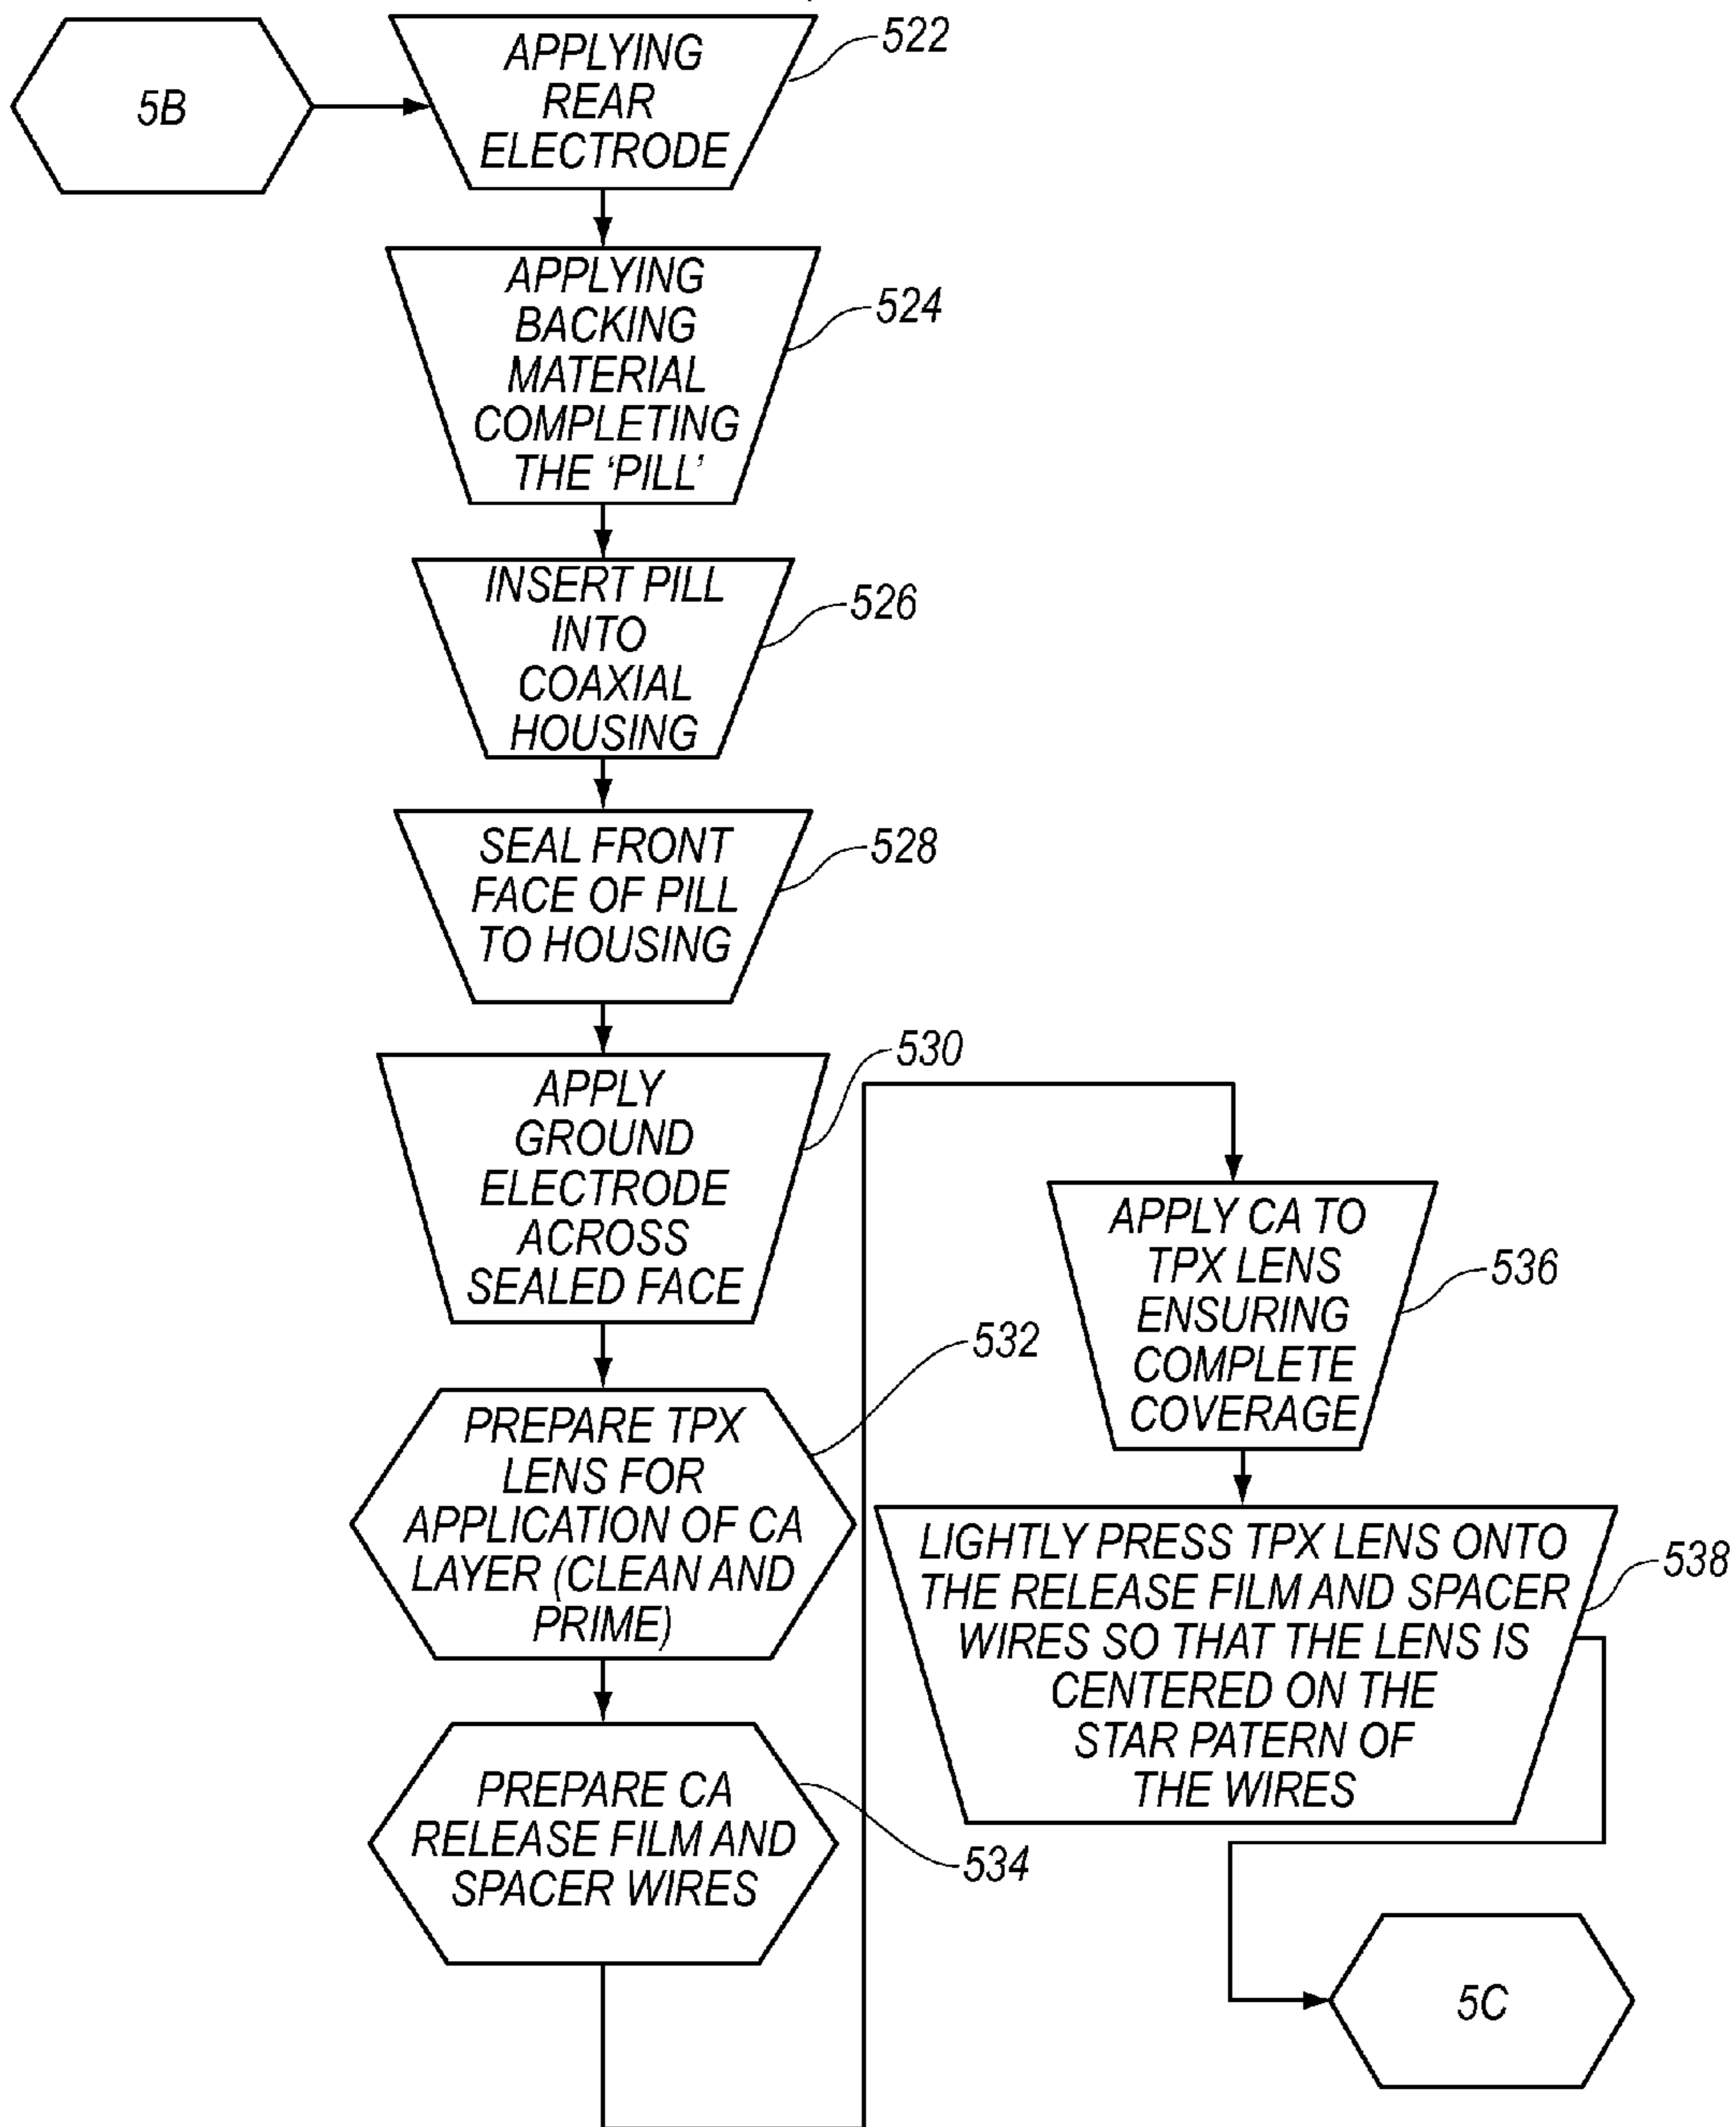 5B
APPLYING
REAR
ELECTRODE
522
APPLYING
BACKING
MATERIAL
COMPLETING
THE ‘PILL’
524
INSERT PILL
INTO
COAXIAL
HOUSING
526
SEAL FRONT
FACE OF PILL
TO HOUSING
528
APPLY
GROUND
ELECTRODE
ACROSS
SEALED FACE
530
PREPARE TPX
LENS FOR
APPLICATION OF CA
LAYER (CLEAN AND
PRIME)
532
PREPARE CA
RELEASE FILM AND
SPACER WIRES
534
APPLY CA TO
TPX LENS
ENSURING
COMPLETE
COVERAGE
536
LIGHTLY PRESS TPX LENS ONTO
THE RELEASE FILM AND SPACER
WIRES SO THAT THE LENS IS
CENTERED ON THE
STAR PATERN OF
THE WIRES
538
5C